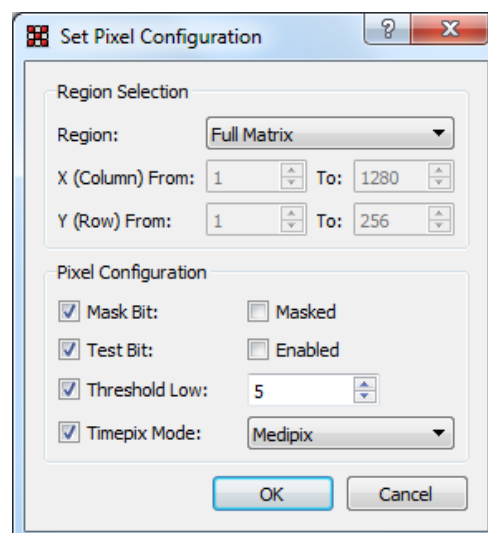 Set Pixel Configuration
Region Selection
Region: Full Matrix
X (Column) From: 1 To: 1280
Y (Row) From: 1 To: 256
Pixel Configuration
Mask Bit: Masked
Test Bit: Enabled
Threshold Low: 5
Timepix Mode: Medipix
OK Cancel